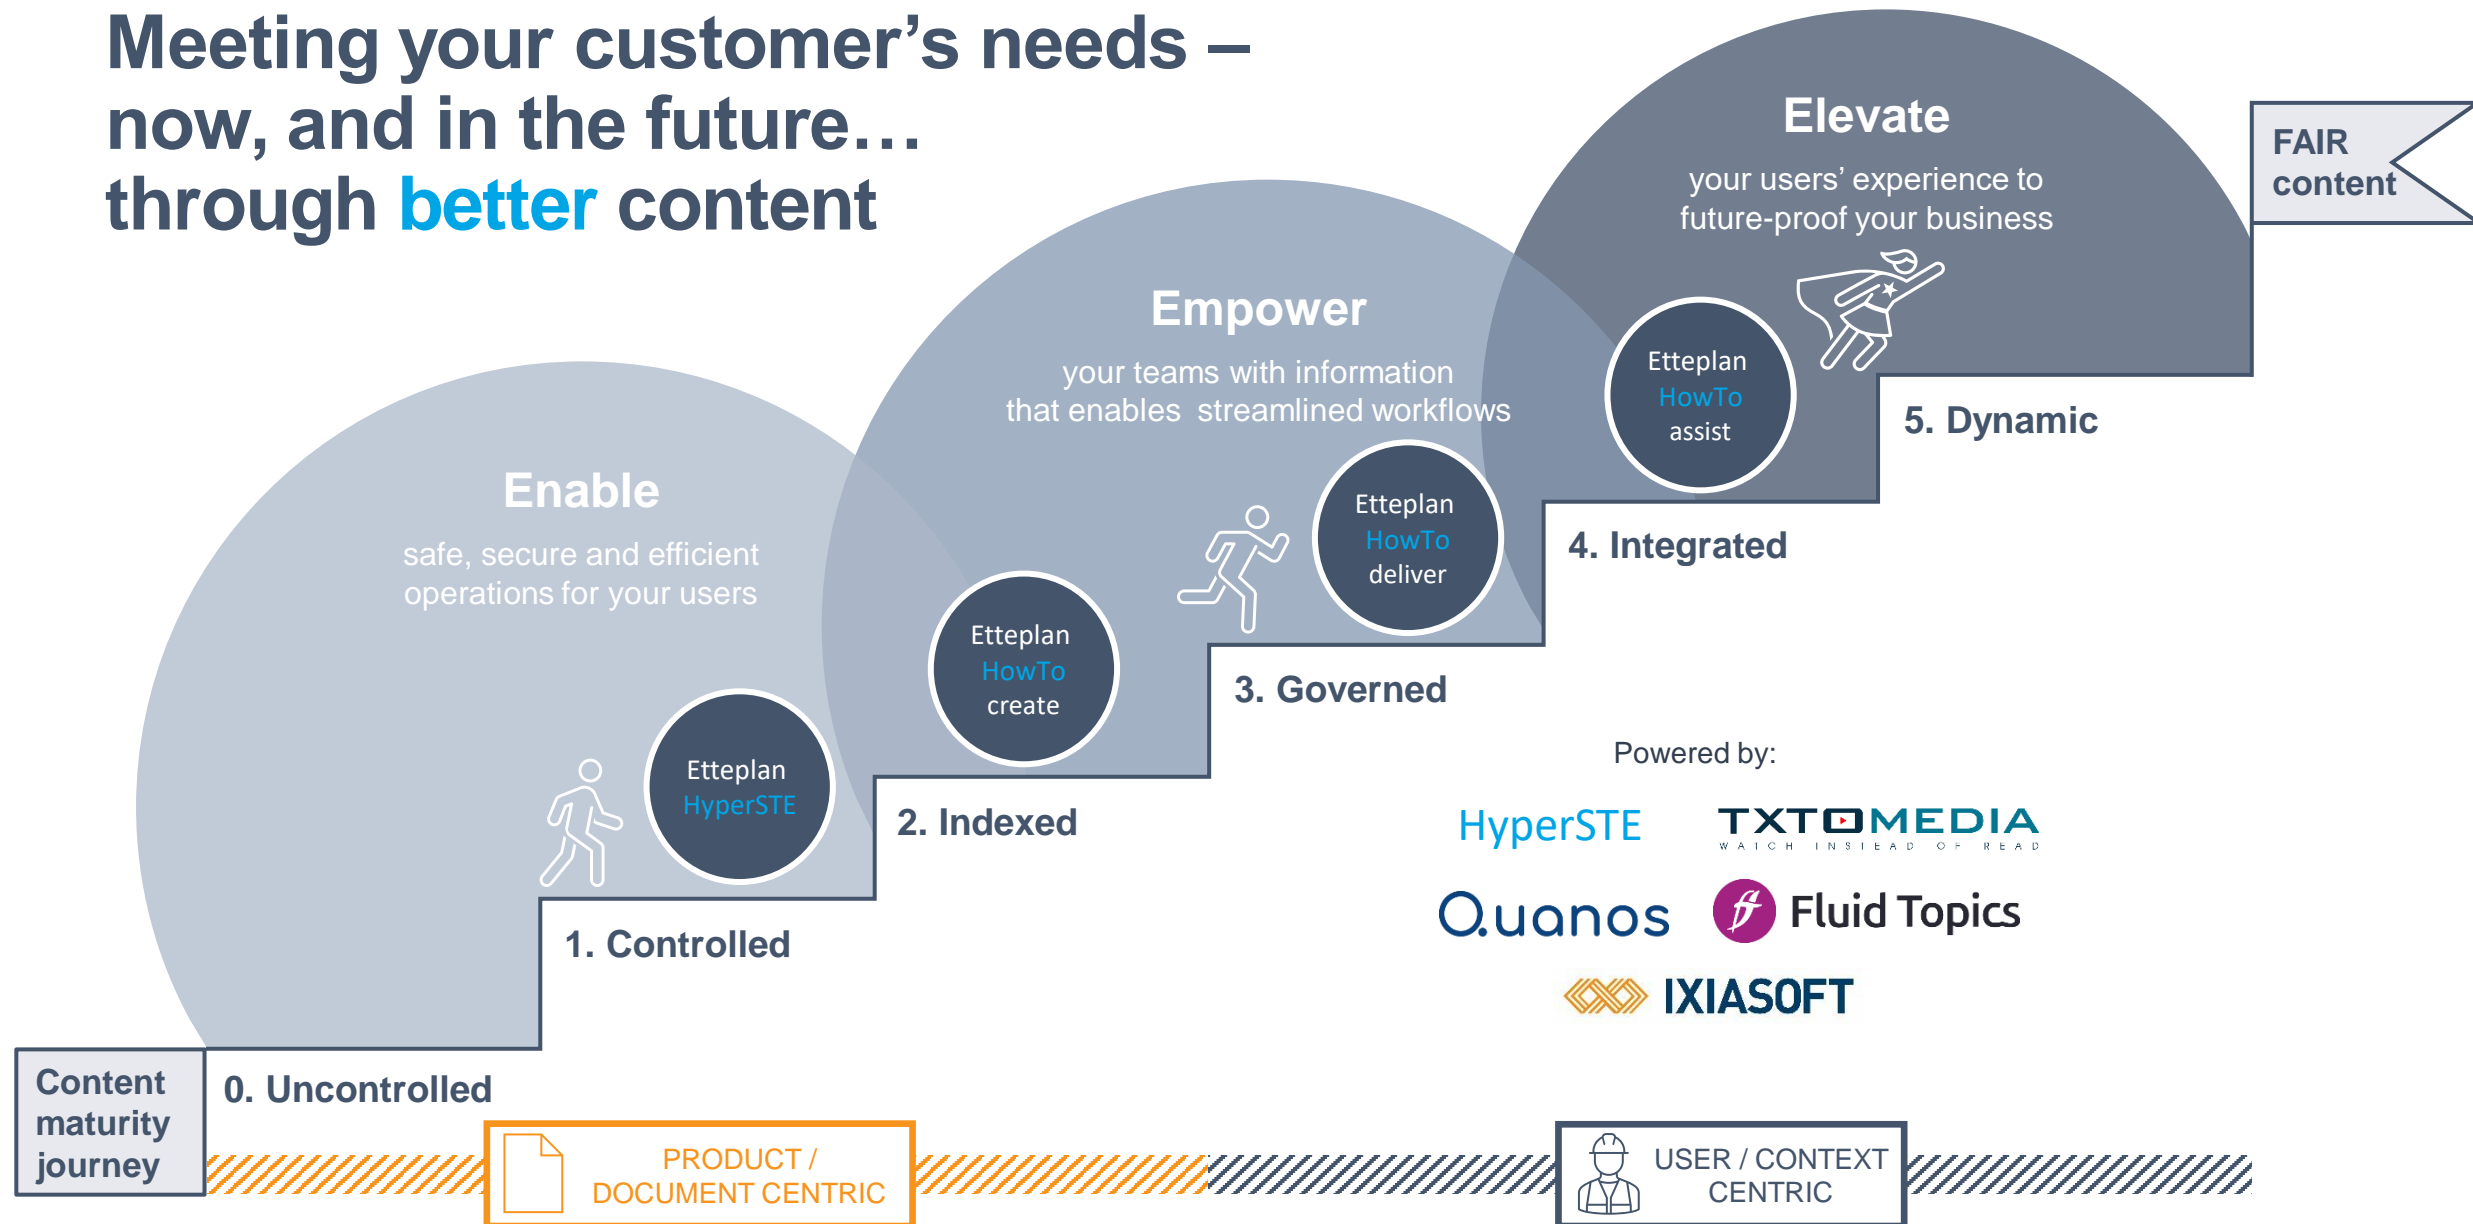 Meeting your customer's needs –
now, and in the future…
through better content
Elevate
your users' experience to
future-proof your business
FAIR
content
Empower
your teams with information
that enables streamlined workflows
Enable
safe, secure and efficient
operations for your users
Etteplan
HowTo
assist
Etteplan
HowTo
deliver
Etteplan
HowTo
create
Etteplan
HyperSTE
5. Dynamic
4. Integrated
3. Governed
2. Indexed
1. Controlled
0. Uncontrolled
Powered by:
HyperSTE
TXTOMEDIA
WATCH INSTEAD OF READ
Quanos
Fluid Topics
IXIASOFT
Content
maturity
journey
PRODUCT /
DOCUMENT CENTRIC
USER / CONTEXT
CENTRIC